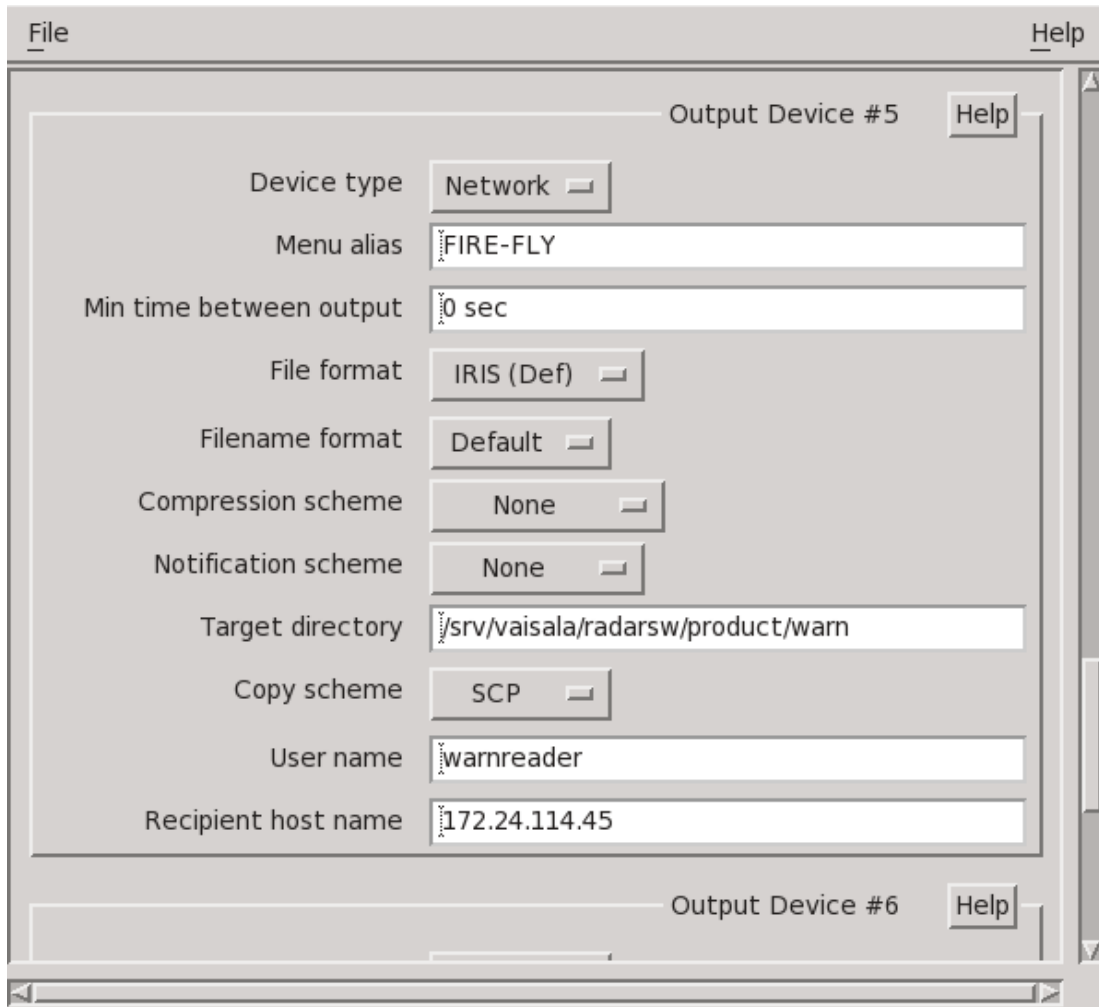 File Help
Output Device #5 Help
Device type Network
Menu alias FIRE-FLY
Min time between output 0 sec
File format IRIS (Def)
Filename format Default
Compression scheme None
Notification scheme None
Target directory /srv/vaisala/radarsw/product/warn
Copy scheme SCP
User name warnreader
Recipient host name 172.24.114.45
Output Device #6 Help